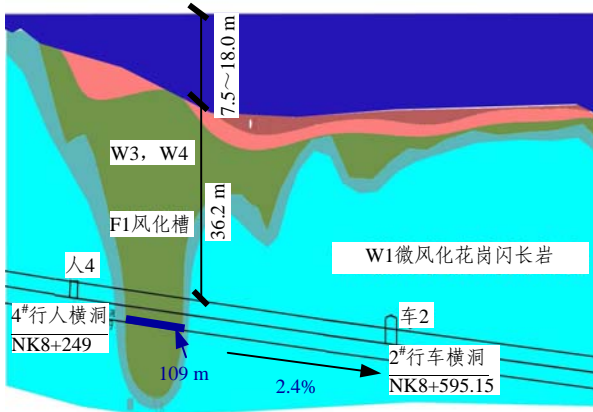 7.5～18.0 m
W3，W4
36.2 m
F1风化槽
W1微风化花岗闪长岩
人4
4#行人横洞
NK8+249
车2
2#行车横洞
NK8+595.15
109 m
2.4%